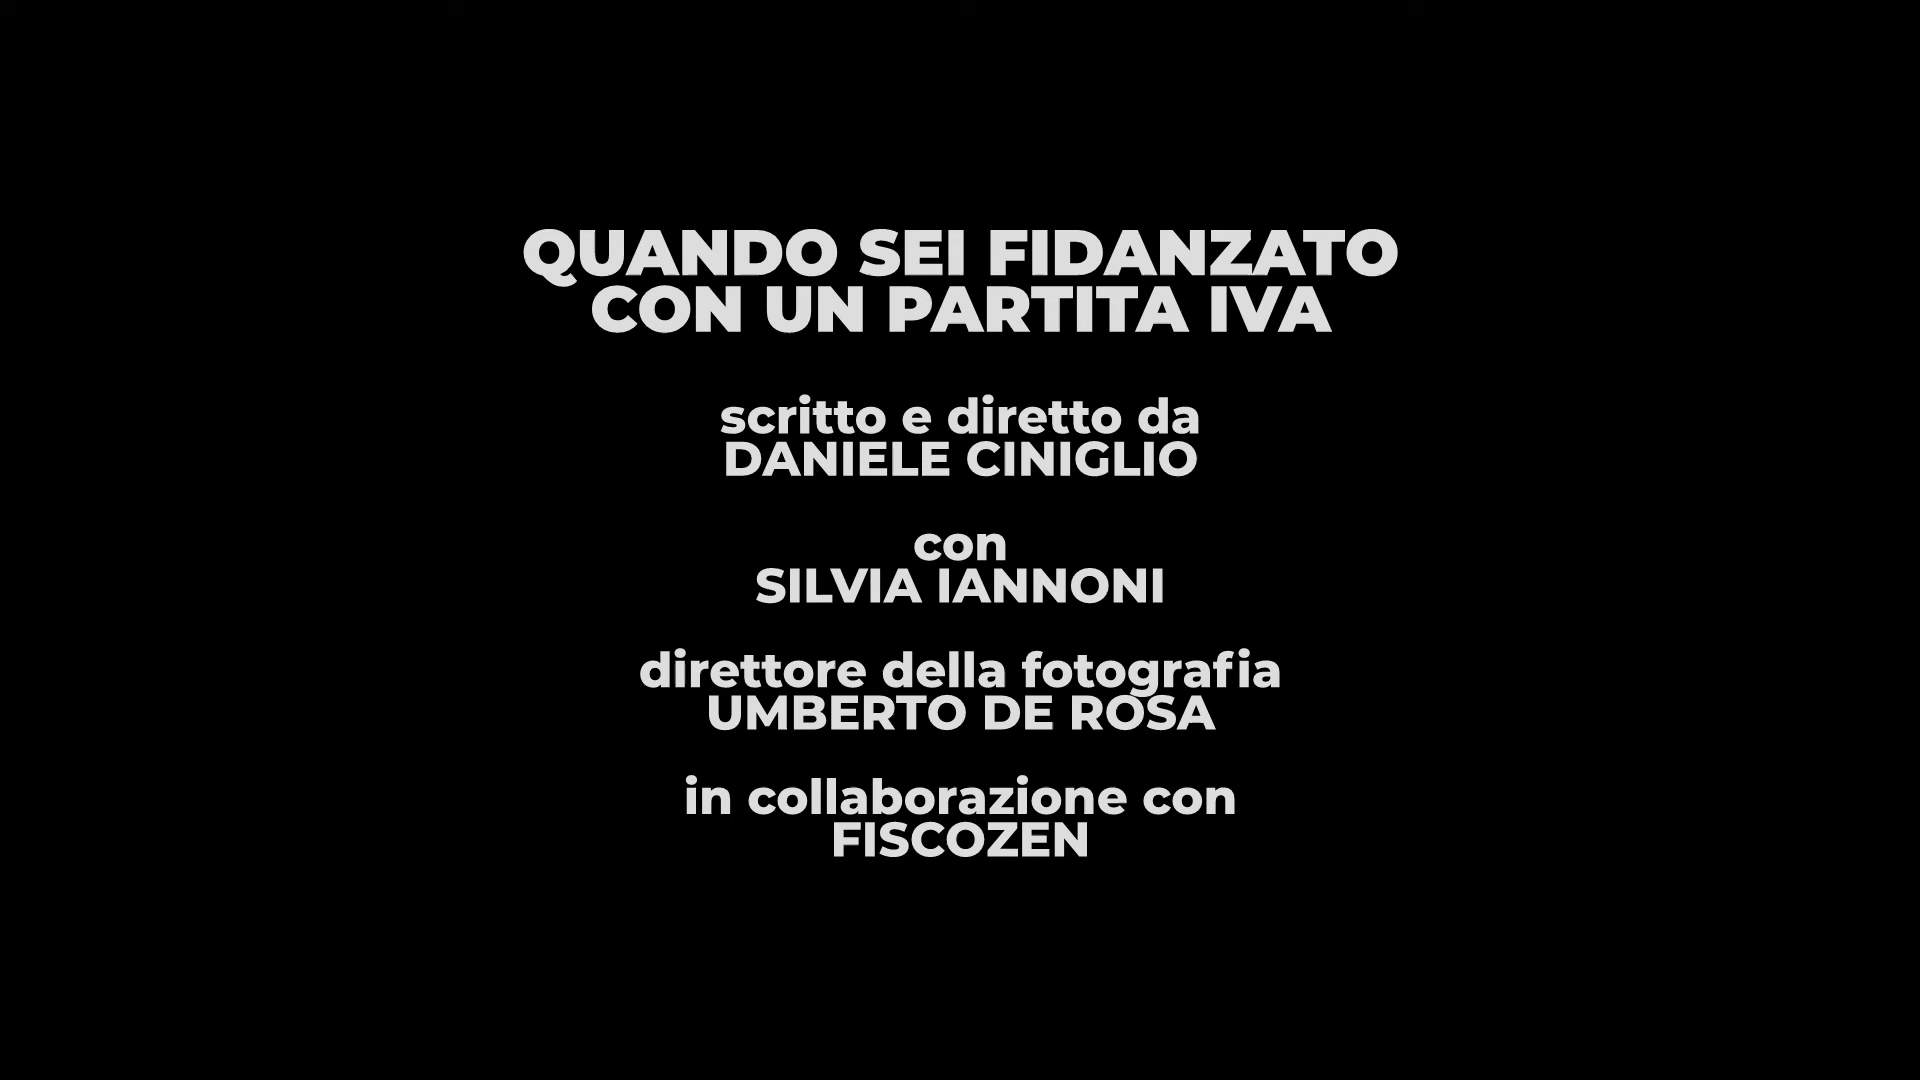 QUANDO SEI FIDANZATO
CON UN PARTITA IVA
scritto e diretto da
DANIELE CINIGLIO
con
SILVIA IANNONI
direttore della fotografia
UMBERTO DE ROSA
in collaborazione con
FISCOZEN